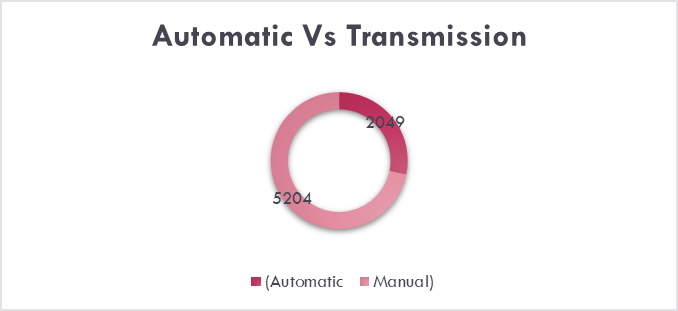 Automatic Vs Transmission
2049
5204
(Automatic Manual)